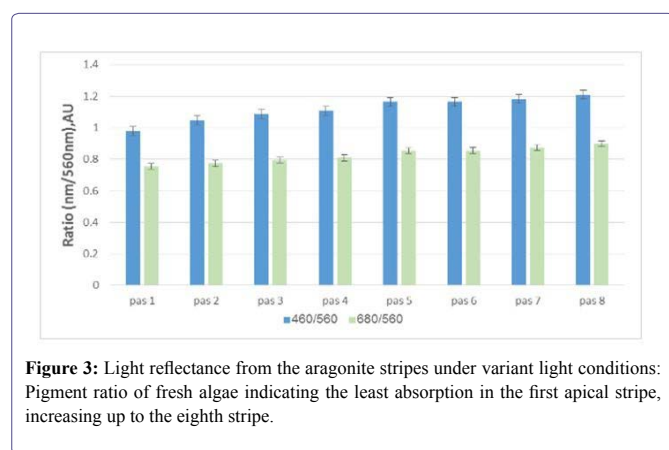 1.4
1.2
1
0.8
0.6
0.4
0.2
0
Ratio (nm/560nm),AU
pas 1 pas 2 pas 3 pas 4 pas 5 pas 6 pas 7 pas 8
460/560 680/560
Figure 3: Light reflectance from the aragonite stripes under variant light conditions:
Pigment ratio of fresh algae indicating the least absorption in the first apical stripe,
increasing up to the eighth stripe.